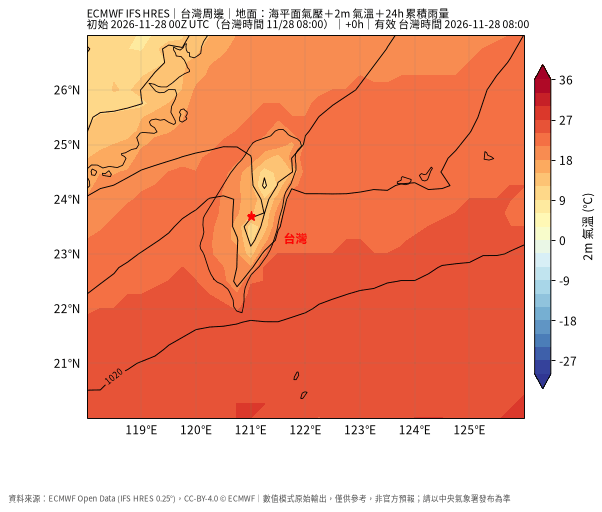 ECMWF IFS HRES｜台灣周邊｜地面：海平面氣壓＋2m 氣溫＋24h 累積雨量
初始 2026-11-28 00Z UTC（台灣時間 11/28 08:00）｜+0h｜有效 台灣時間 2026-11-28 08:00
26°N
25°N
24°N
23°N
22°N
21°N
119°E
120°E
121°E
122°E
123°E
124°E
125°E
台灣
1020
36
27
18
9
0
-9
-18
-27
2m 氣溫 (°C)
資料來源：ECMWF Open Data (IFS HRES 0.25°)，CC-BY-4.0 © ECMWF｜數值模式原始輸出，僅供參考，非官方預報；請以中央氣象署發布為準